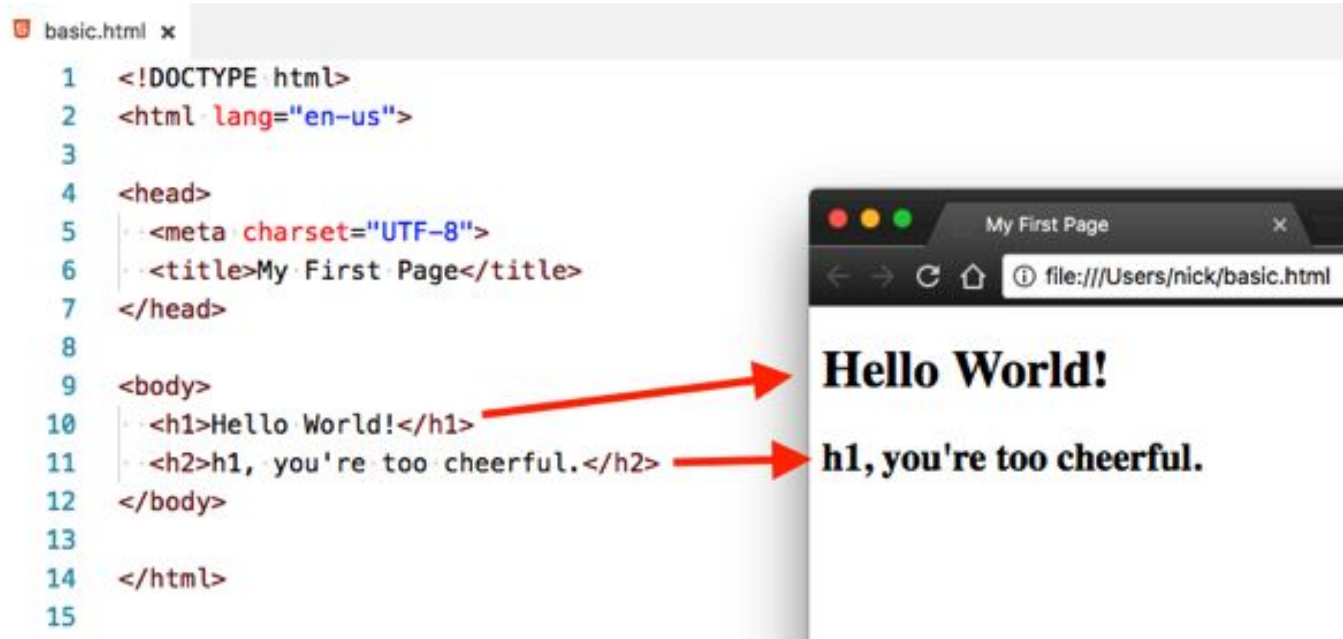 basic.html ×
1 <!DOCTYPE html>
2 <html lang="en-us">
3
4 <head>
5 <meta charset="UTF-8">
6 <title>My First Page</title>
7 </head>
8
9 <body>
10 <h1>Hello World!</h1>
11 <h2>h1, you're too cheerful.</h2>
12 </body>
13
14 </html>
15
My First Page ×
file:///Users/nick/basic.html
Hello World!
h1, you're too cheerful.